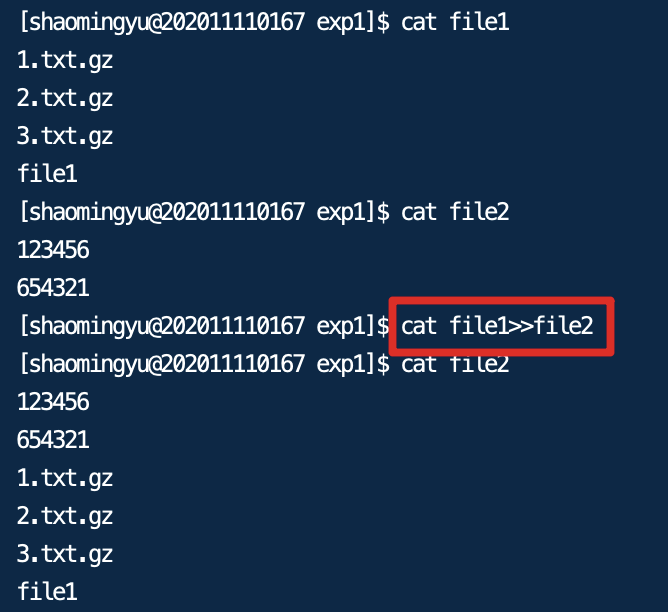 [shaomingyu@202011110167 exp1]$ cat file1
1.txt.gz
2.txt.gz
3.txt.gz
file1
[shaomingyu@202011110167 exp1]$ cat file2
123456
654321
[shaomingyu@202011110167 exp1]$ cat file1>>file2
[shaomingyu@202011110167 exp1]$ cat file2
123456
654321
1.txt.gz
2.txt.gz
3.txt.gz
file1